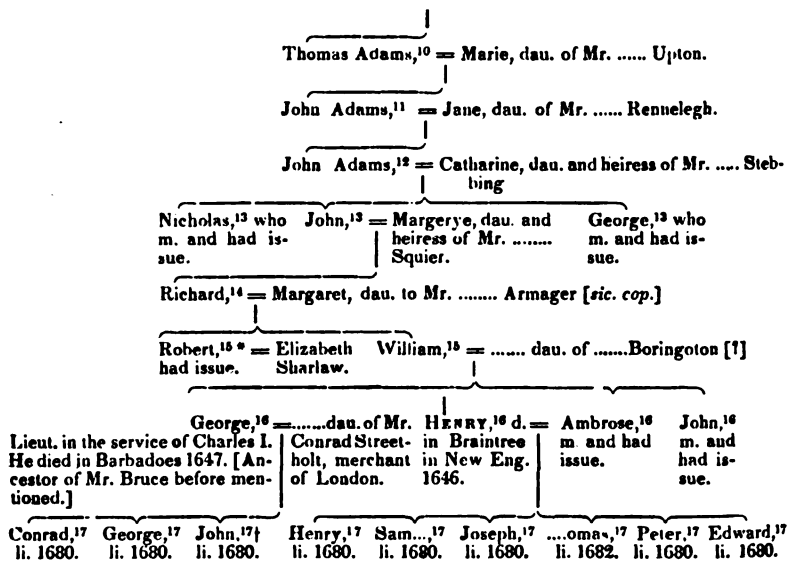 Thomas Adams,¹⁰ = Marie, dau. of Mr. ...... Upton.
John Adams,¹¹ = Jane, dau. of Mr. ...... Rennelegh.
John Adams,¹² = Catharine, dau. and heiress of Mr. ..... Steb-
bing
Nicholas,¹³ who
m. and had is-
sue.
John,¹³ = Margerye, dau. and
heiress of Mr. ........
Squier.
George,¹³ who
m. and had is-
sue.
Richard,¹⁴ = Margaret, dau. to Mr. ........ Armager [sic. cop.]
Robert,¹⁵ * = Elizabeth
had issue. Sharlaw.
William,¹⁵ = ....... dau. of .......Boringoton [?]
George,¹⁶ =.......dau. of Mr.
Lieut. in the service of Charles I.
He died in Barbadoes 1647. [An-
cestor of Mr. Bruce before men-
tioned.]
Conrad Street-
holt, merchant
of London.
HENRY,¹⁶ d. =
in Braintree
in New Eng.
1646.
Ambrose,¹⁶
m. and had
issue.
John,¹⁶
m. and
had is-
sue.
Conrad,¹⁷
li. 1680.
George,¹⁷
li. 1680.
John,¹⁷†
li. 1680.
Henry,¹⁷
li. 1680.
Sam...,¹⁷
li. 1680.
Joseph,¹⁷
li. 1680.
....omas,¹⁷
li. 1682.
Peter,¹⁷
li. 1680.
Edward,¹⁷
li. 1680.